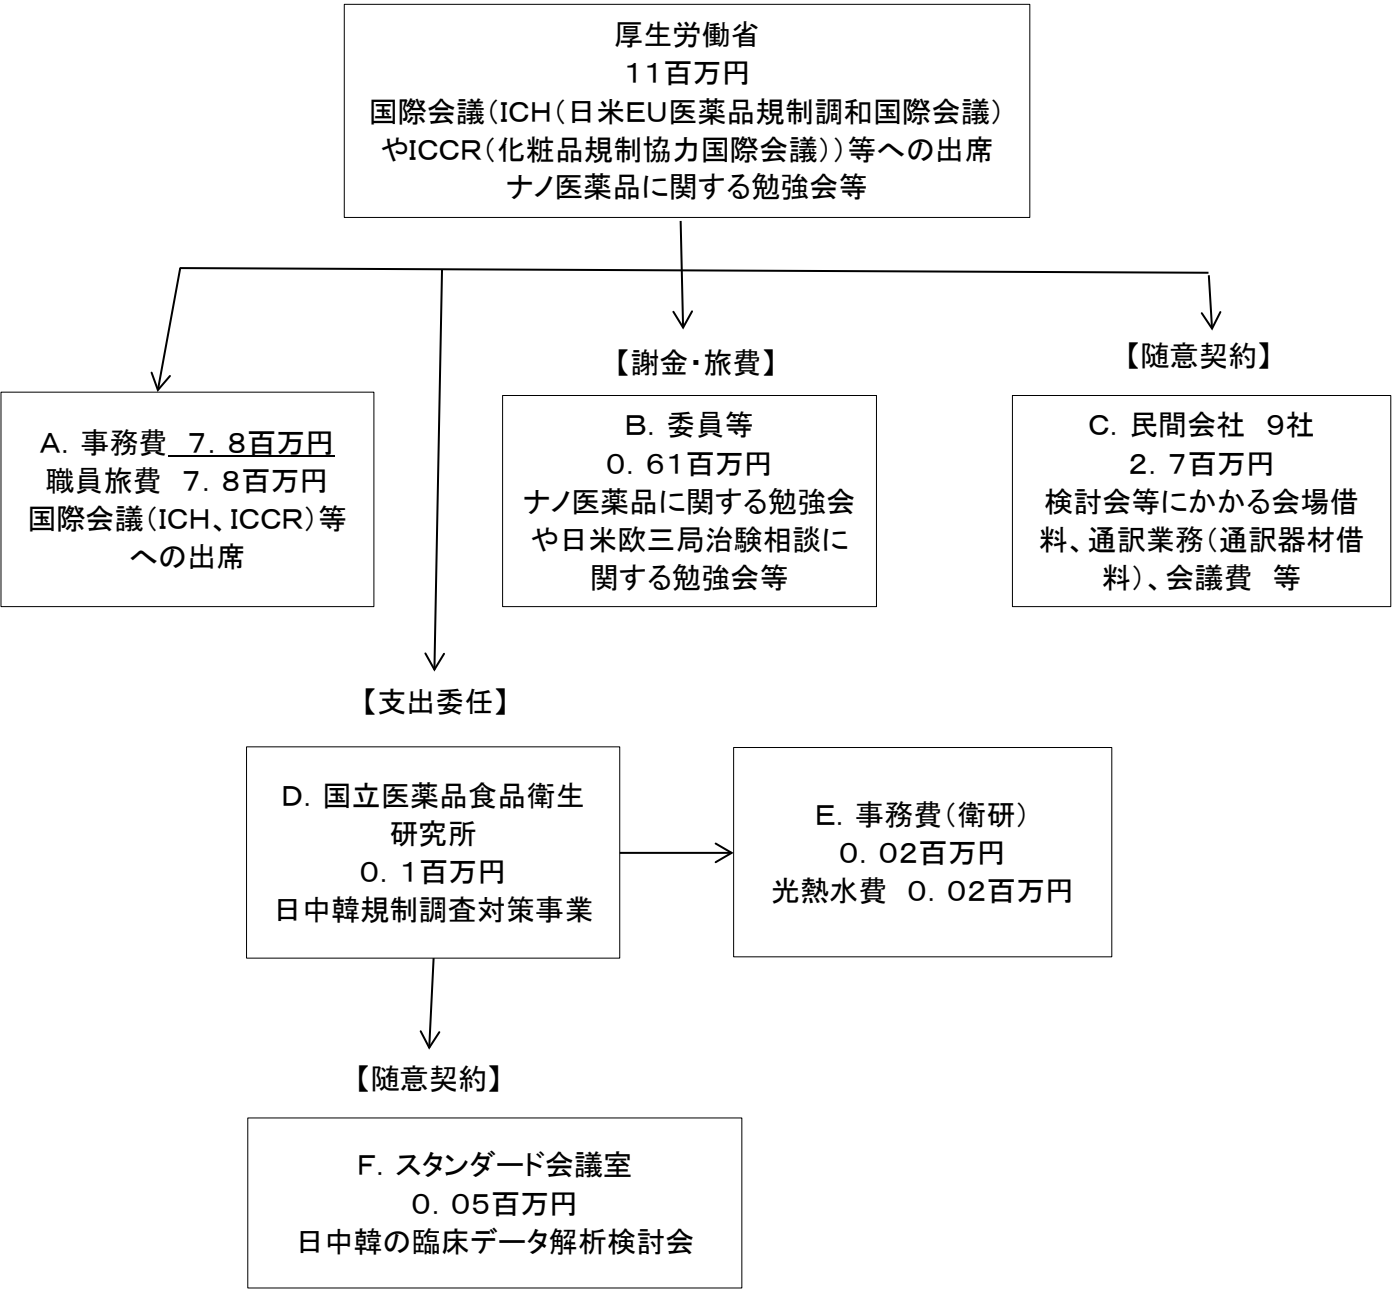 厚生労働省
１１百万円
国際会議（ICH（日米EU医薬品規制調和国際会議）
やICCR（化粧品規制協力国際会議））等への出席
ナノ医薬品に関する勉強会等
【謝金・旅費】
【随意契約】
A．事務費　７．８百万円
職員旅費　７．８百万円
国際会議（ICH、ICCR）等
への出席
B．委員等
０．６１百万円
ナノ医薬品に関する勉強会
や日米欧三局治験相談に
関する勉強会等
C．民間会社　９社
２．７百万円
検討会等にかかる会場借
料、通訳業務（通訳器材借
料）、会議費　等
【支出委任】
D．国立医薬品食品衛生
研究所
０．１百万円
日中韓規制調査対策事業
E．事務費（衛研）
０．０２百万円
光熱水費　０．０２百万円
【随意契約】
F．スタンダード会議室
０．０５百万円
日中韓の臨床データ解析検討会